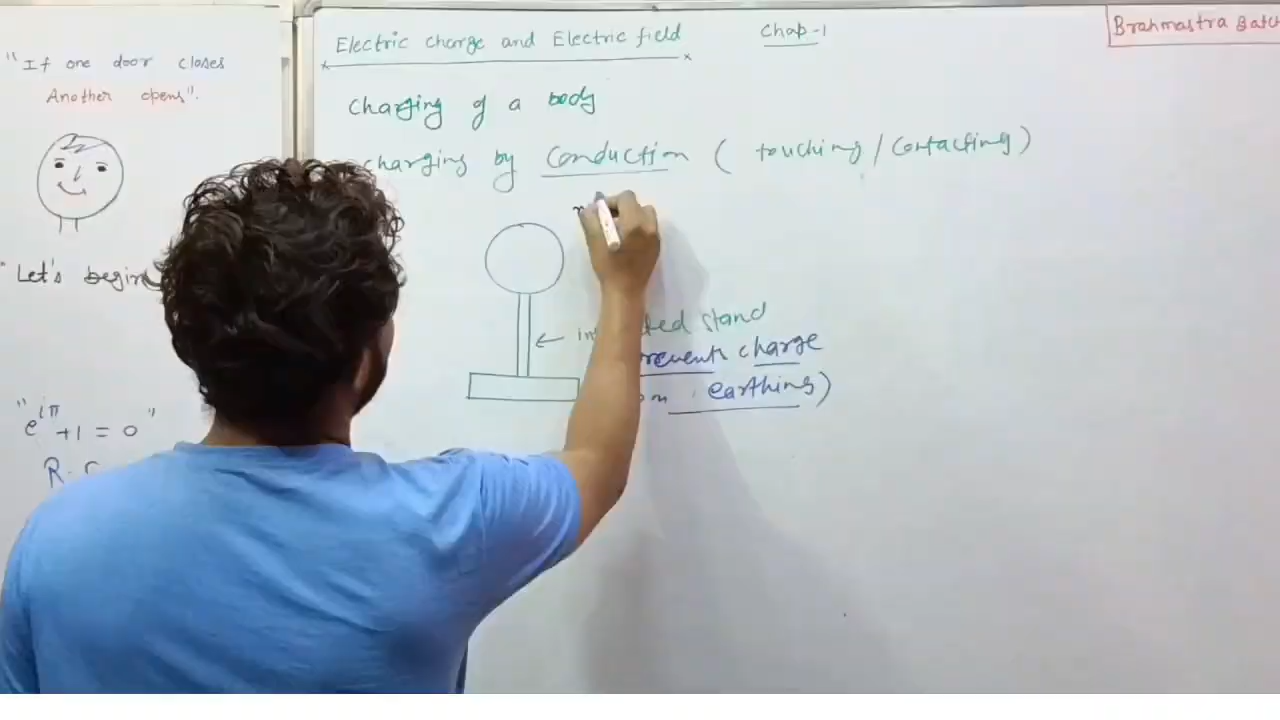 "If one door closes
Another opens".
"Let's begin
"e^iπ +1 = 0"
Electric charge and Electric field
Chap-1
Brahmastra Batch
charging of a body
charging by Conduction ( touching / Contacting )
stand
charge
earthing)